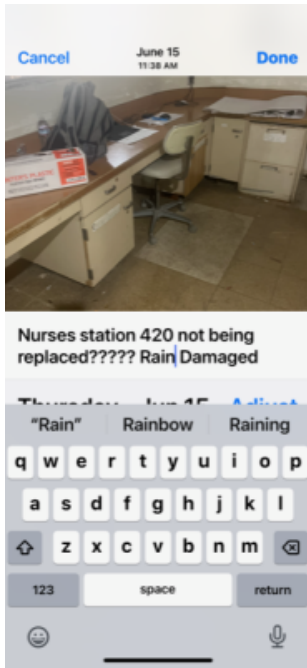 Cancel
June 15
11:38 AM
Done
Nurses station 420 not being
replaced????? Rain Damaged
"Rain" Rainbow Raining
q w e r t y u i o p
a s d f g h j k l
z x c v b n m
123 space return